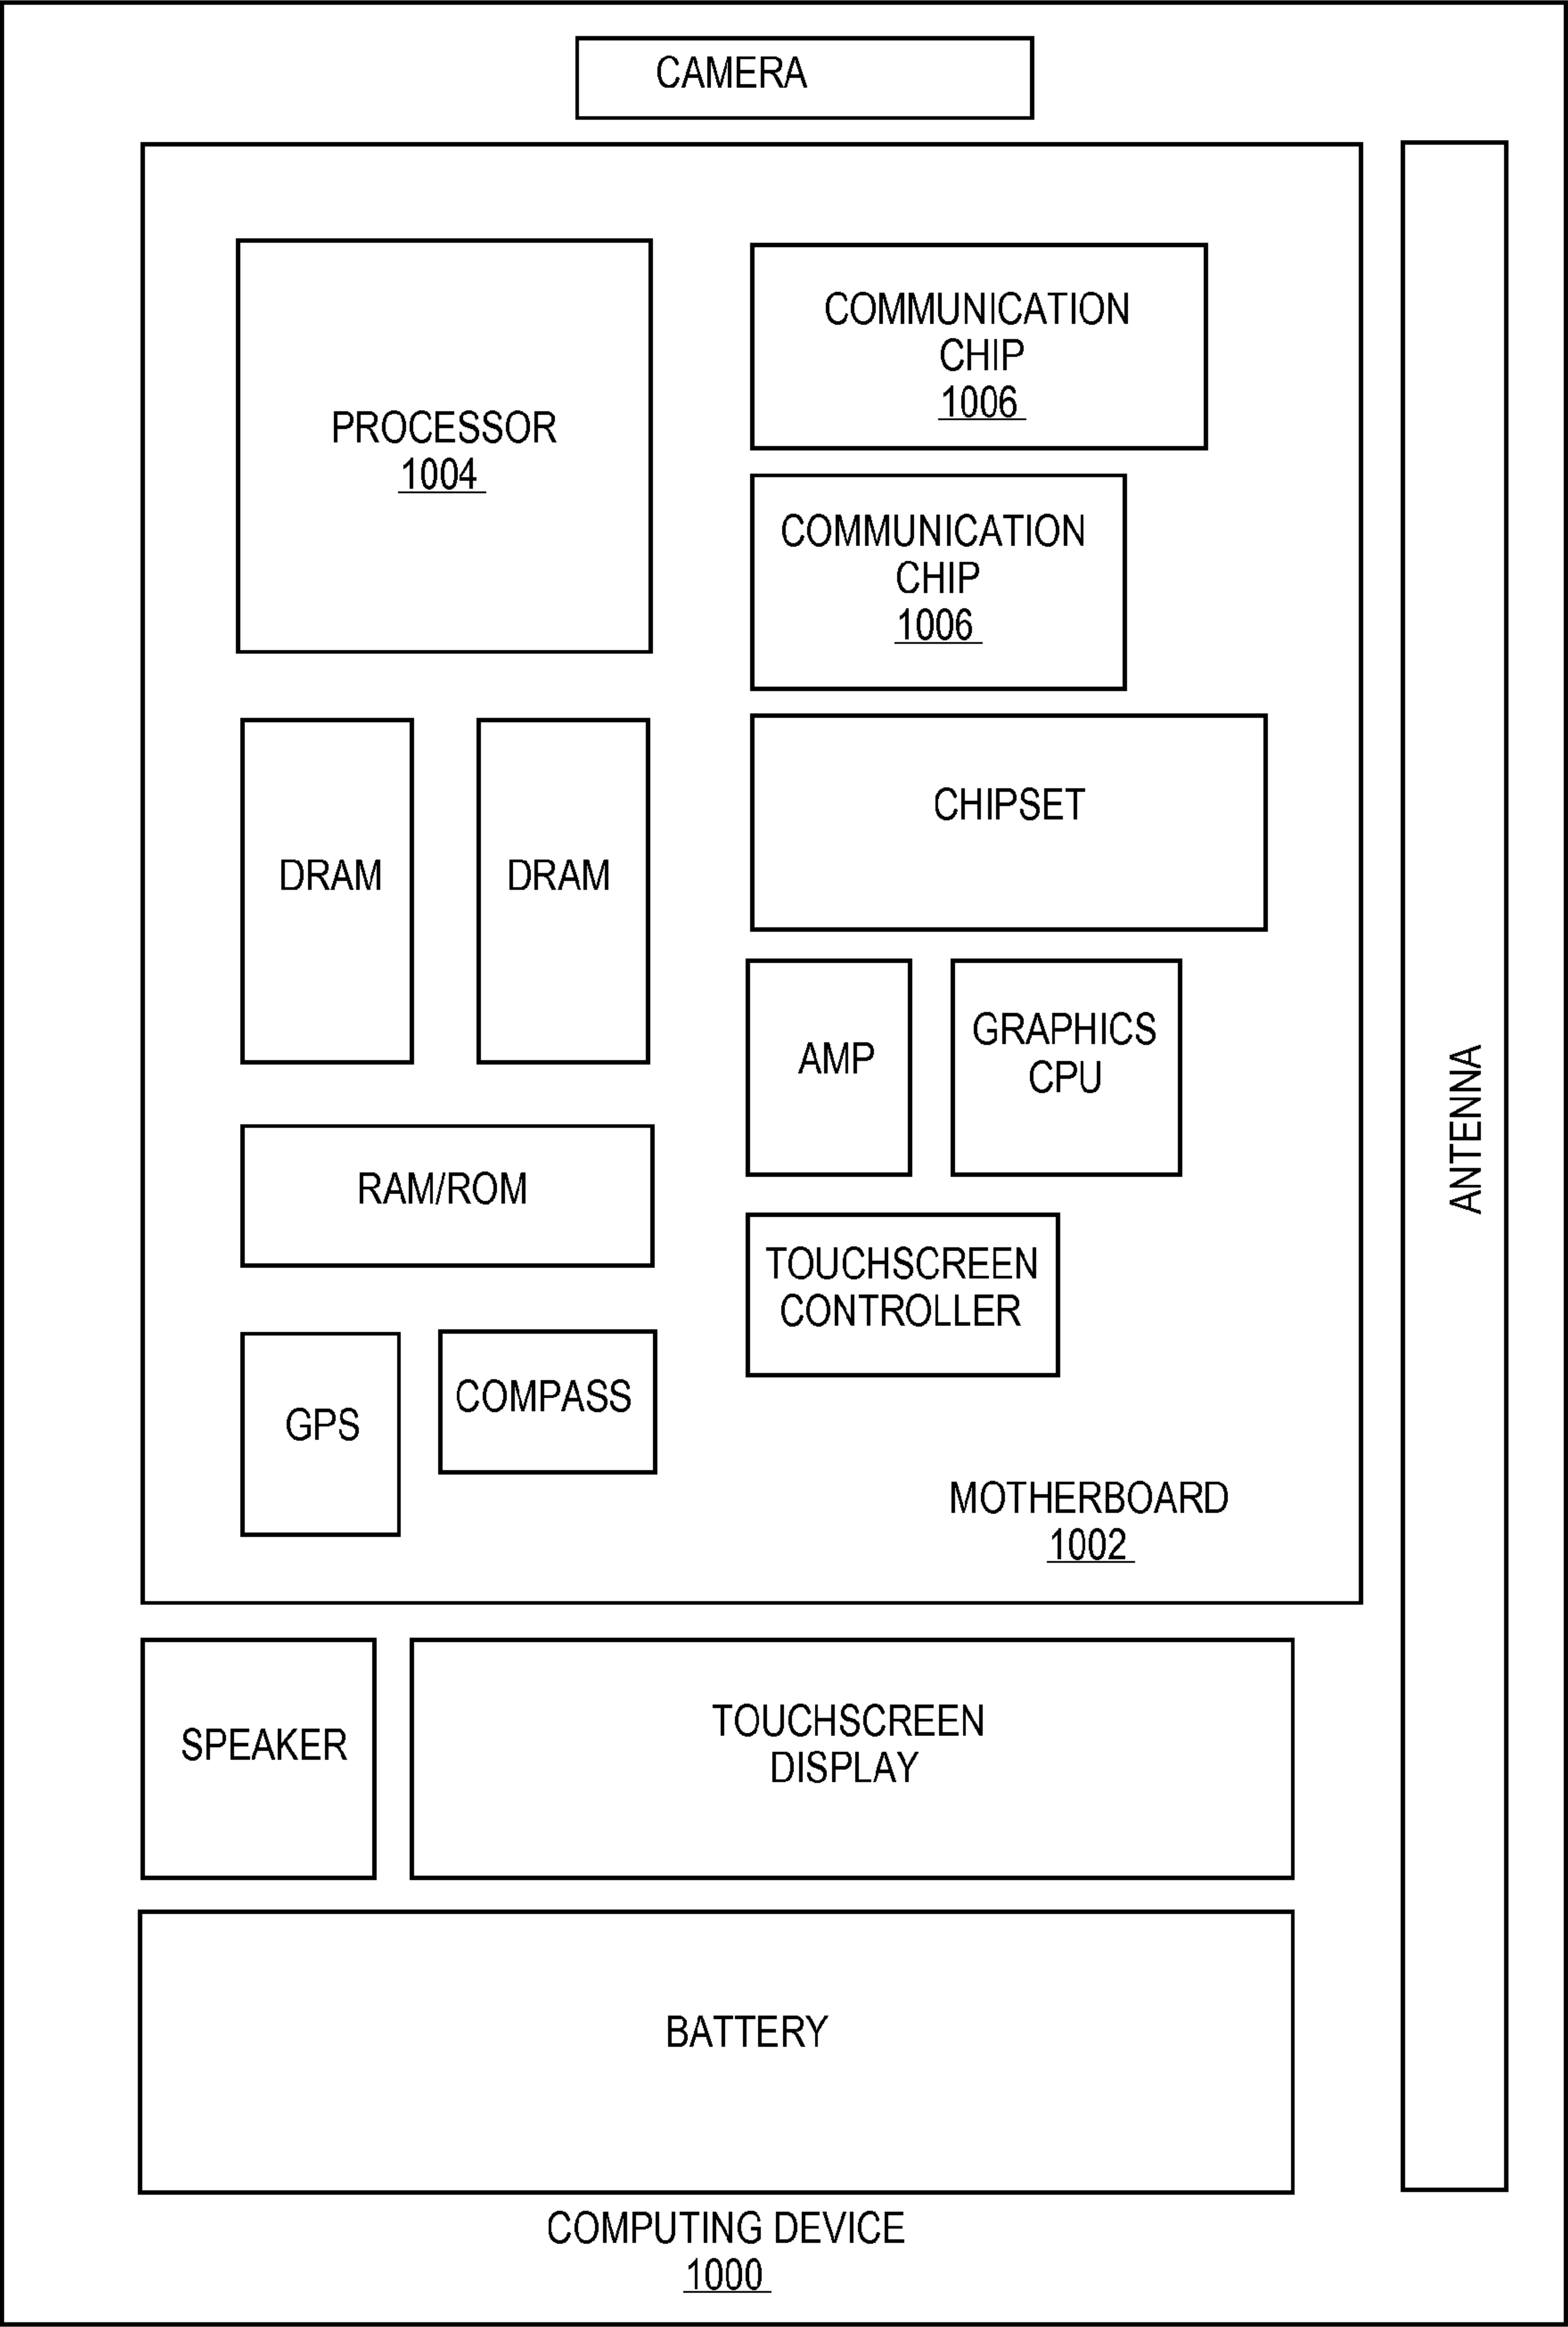 CAMERA
PROCESSOR
1004
COMMUNICATION
CHIP
1006
COMMUNICATION
CHIP
1006
DRAM
DRAM
CHIPSET
AMP
GRAPHICS
CPU
RAM/ROM
TOUCHSCREEN
CONTROLLER
GPS
COMPASS
MOTHERBOARD
1002
ANTENNA
SPEAKER
TOUCHSCREEN
DISPLAY
BATTERY
COMPUTING DEVICE
1000